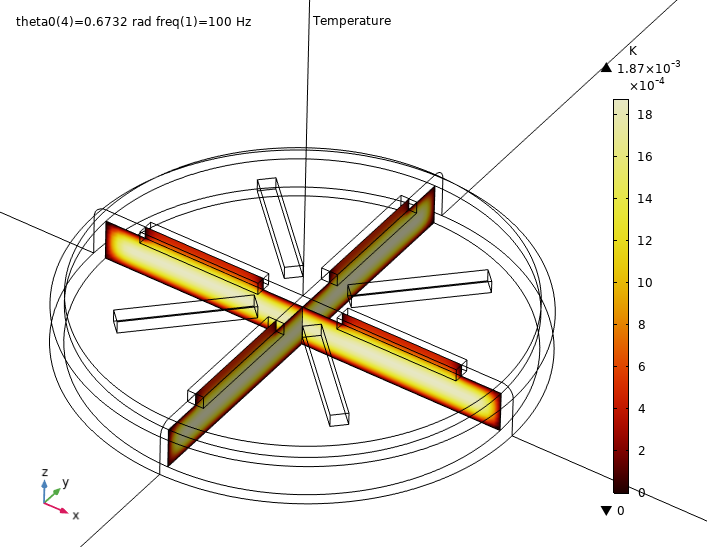 theta0(4)=0.6732 rad freq(1)=100 Hz
Temperature
K
▲ 1.87×10⁻³
×10⁻⁴
18
16
14
12
10
8
6
4
2
0
▼ 0
z
y
x